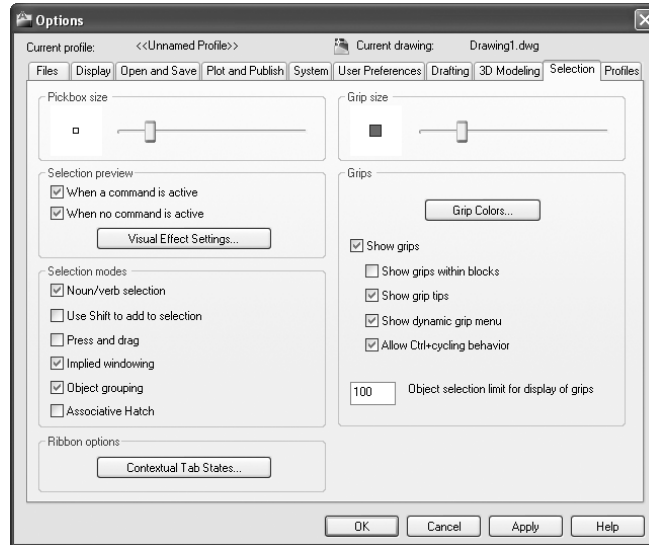 Options
Current profile: <<Unnamed Profile>> Current drawing: Drawing1.dwg
Files Display Open and Save Plot and Publish System User Preferences Drafting 3D Modeling Selection Profiles
Pickbox size
Grip size
Selection preview
When a command is active
When no command is active
Visual Effect Settings...
Selection modes
Noun/verb selection
Use Shift to add to selection
Press and drag
Implied windowing
Object grouping
Associative Hatch
Ribbon options
Contextual Tab States...
Grips
Grip Colors...
Show grips
Show grips within blocks
Show grip tips
Show dynamic grip menu
Allow Ctrl+cycling behavior
100 Object selection limit for display of grips
OK Cancel Apply Help